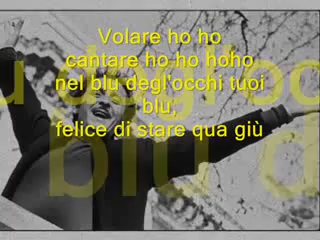 Volare ho ho
cantare ho ho hoho
nel blu degl'occhi tuoi
blu,
felice di stare qua giù